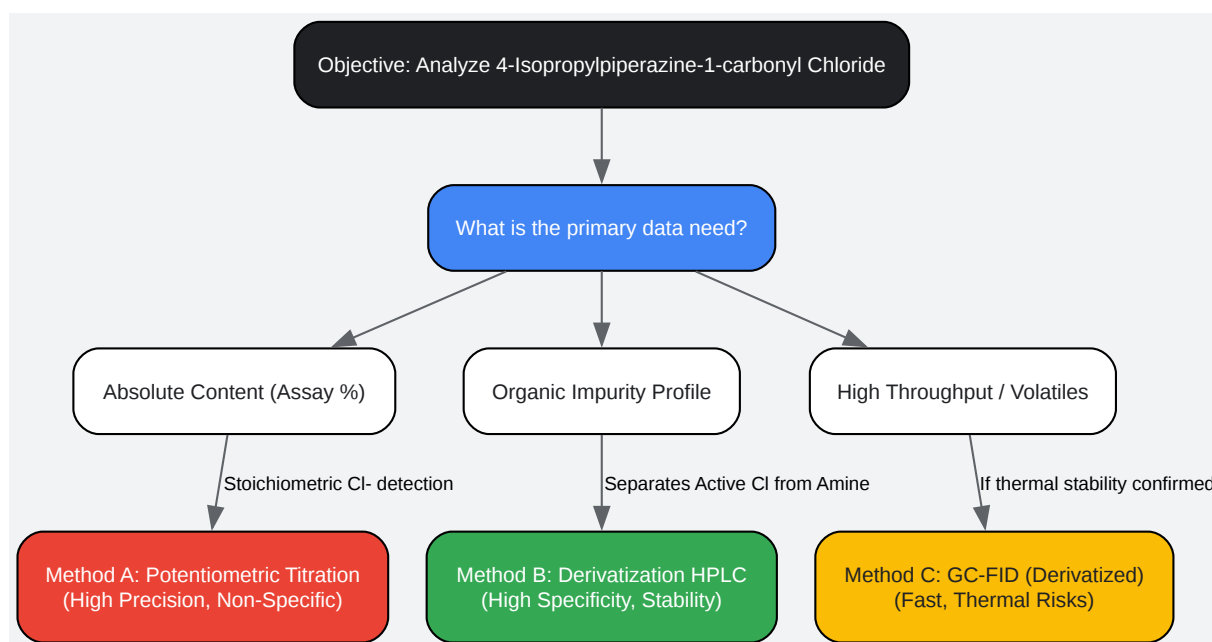 Objective: Analyze 4-Isopropylpiperazine-1-carbonyl Chloride
What is the primary data need?
Absolute Content (Assay %)
Organic Impurity Profile
High Throughput / Volatiles
Stoichiometric Cl- detection
Separates Active Cl from Amine
If thermal stability confirmed
Method A: Potentiometric Titration
(High Precision, Non-Specific)
Method B: Derivatization HPLC
(High Specificity, Stability)
Method C: GC-FID (Derivatized)
(Fast, Thermal Risks)